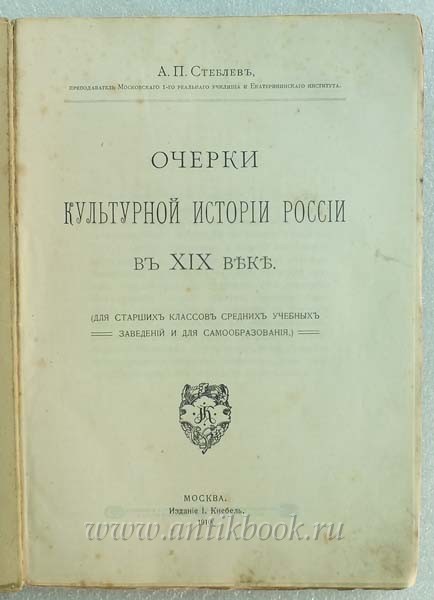 А. П. Стеблевъ,
преподаватель Московскаго 1-го реальнаго училища и Екатерининскаго института.
ОЧЕРКИ
КУЛЬТУРНОЙ ИСТОРІИ РОССІИ
ВЪ XIX ВѢКѢ.
(ДЛЯ СТАРШИХЪ КЛАССОВЪ СРЕДНИХЪ УЧЕБНЫХЪ
ЗАВЕДЕНІЙ И ДЛЯ САМООБРАЗОВАНІЯ.)
МОСКВА.
Изданіе І. Кнебель.
www.antikbook.ru